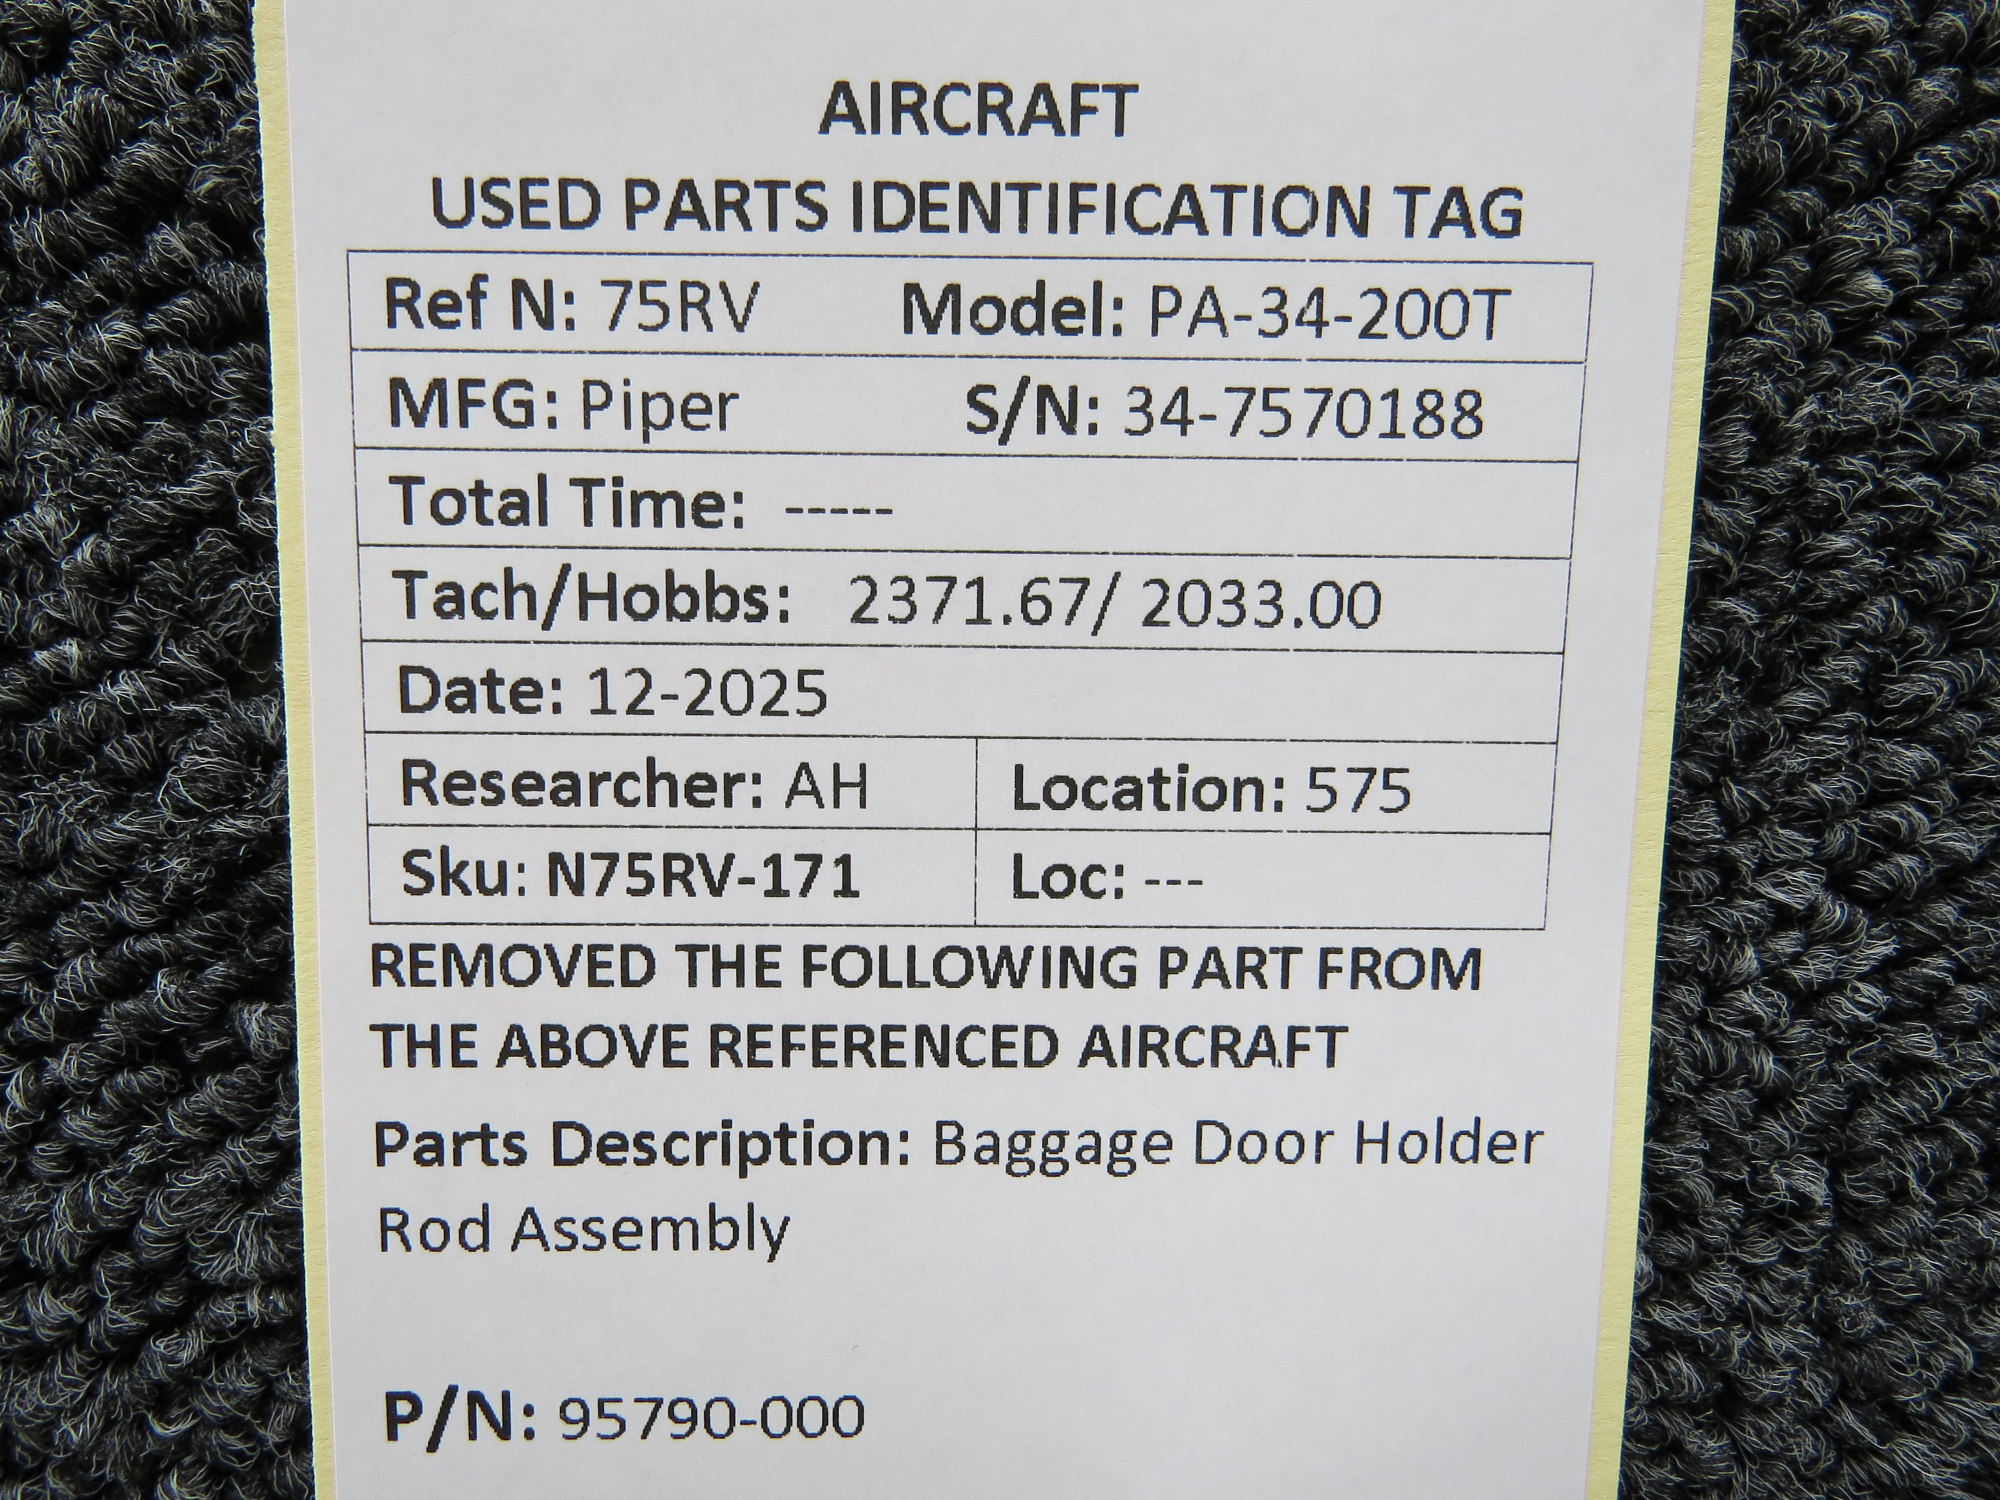 AIRCRAFT
USED PARTS IDENTIFICATION TAG
Ref N: 75RV Model: PA-34-200T
MFG: Piper S/N: 34-7570188
Total Time: -----
Tach/Hobbs: 2371.67/ 2033.00
Date: 12-2025
Researcher: AH Location: 575
Sku: N75RV-171 Loc: ---
REMOVED THE FOLLOWING PART FROM
THE ABOVE REFERENCED AIRCRAFT
Parts Description: Baggage Door Holder
Rod Assembly
P/N: 95790-000